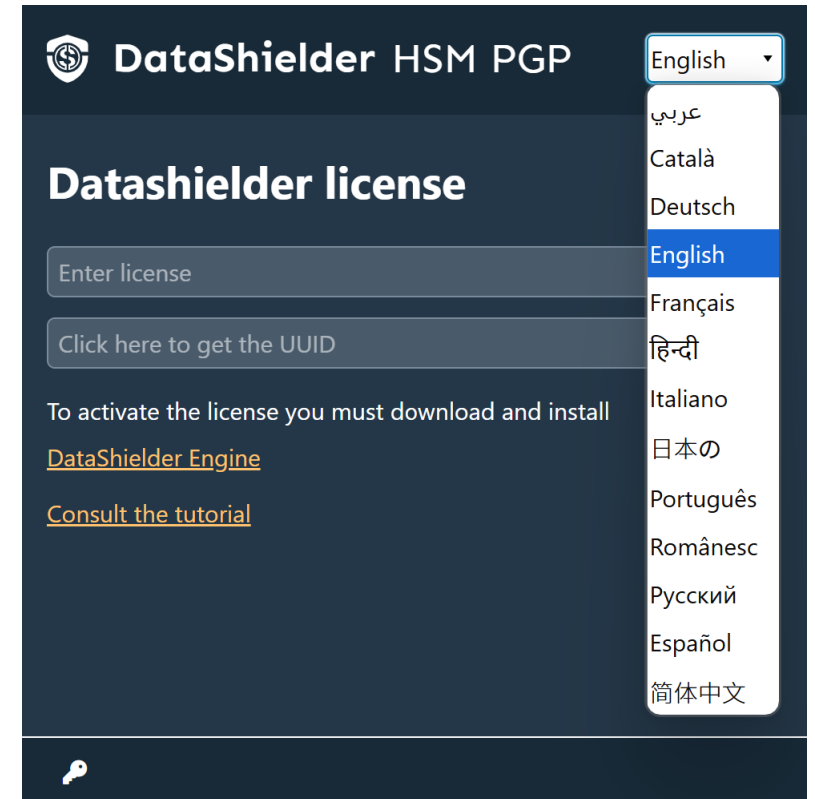 DataShielder HSM PGP
English
Datashielder license
Enter license
Click here to get the UUID
To activate the license you must download and install
DataShielder Engine
Consult the tutorial
عربي
Català
Deutsch
English
Français
हिन्दी
Italiano
日本の
Português
Românesc
Русский
Español
简体中文